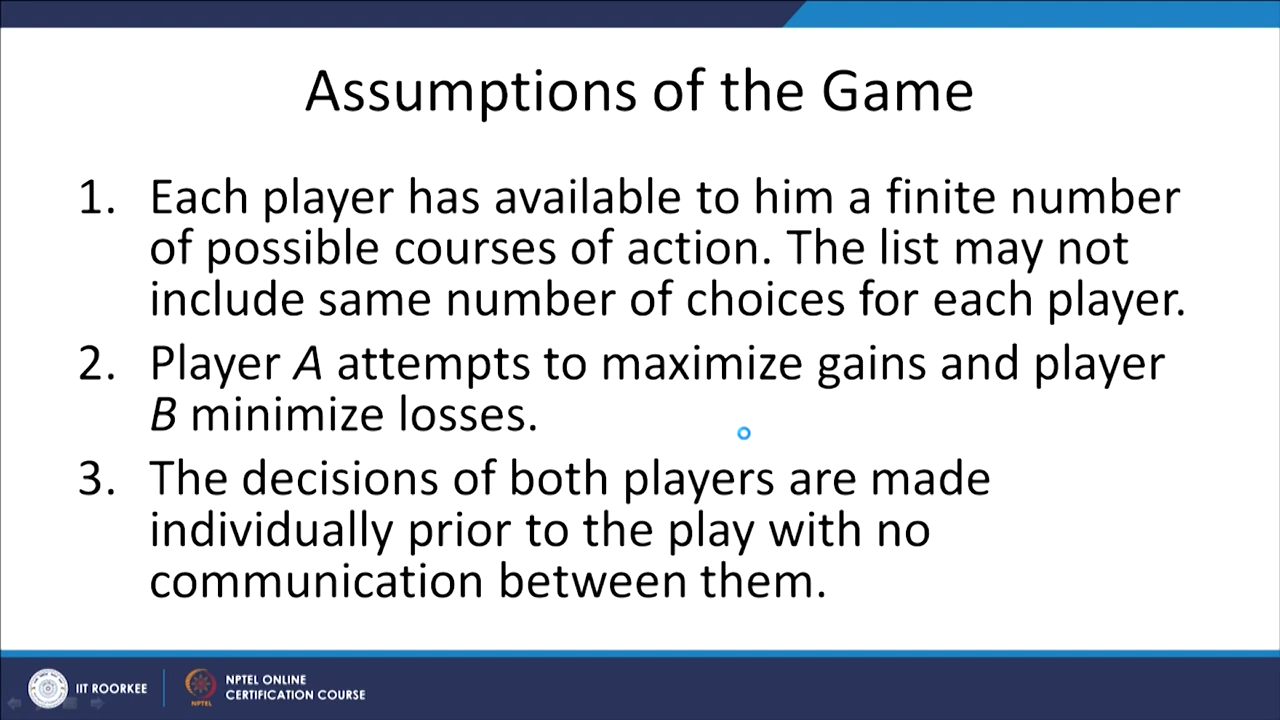 Assumptions of the Game
1. Each player has available to him a finite number
of possible courses of action. The list may not
include same number of choices for each player.
2. Player A attempts to maximize gains and player
B minimize losses.
3. The decisions of both players are made
individually prior to the play with no
communication between them.
IIT ROORKEE
NPTEL
NPTEL ONLINE
CERTIFICATION COURSE